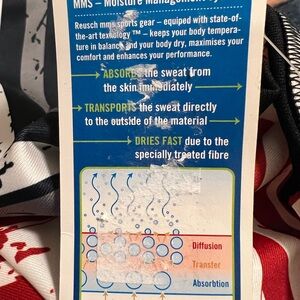 MMS – Moisture Management
Reusch mms sports gear – equipped with state-of-
the-art texnology ™ – keeps your body tempera-
ture in balance and your body dry, maximises your
comfort and enhances your performance.
ABSORBS the sweat from
the skin immediately
TRANSPORTS the sweat directly
to the outside of the material
DRIES FAST due to the
specially treated fibre
Diffusion
Transfer
Absorbtion